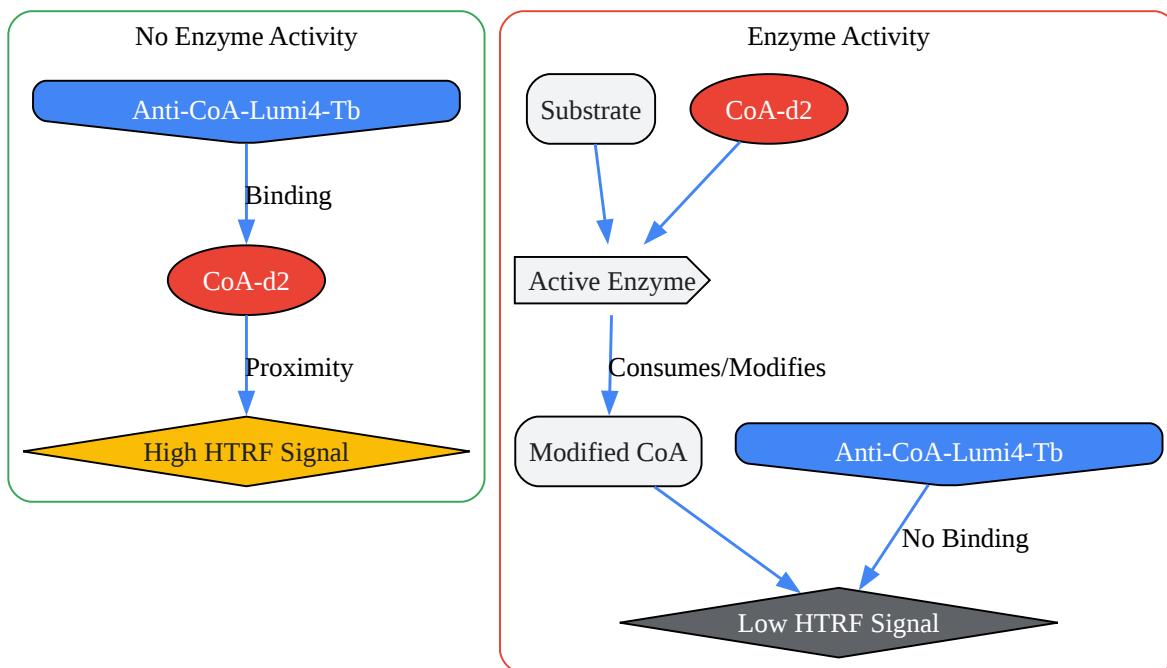 No Enzyme Activity
Anti-CoA-Lumi4-Tb
Binding
CoA-d2
Proximity
High HTRF Signal
Enzyme Activity
Substrate
CoA-d2
Active Enzyme
Consumes/Modifies
Modified CoA
Anti-CoA-Lumi4-Tb
No Binding
Low HTRF Signal